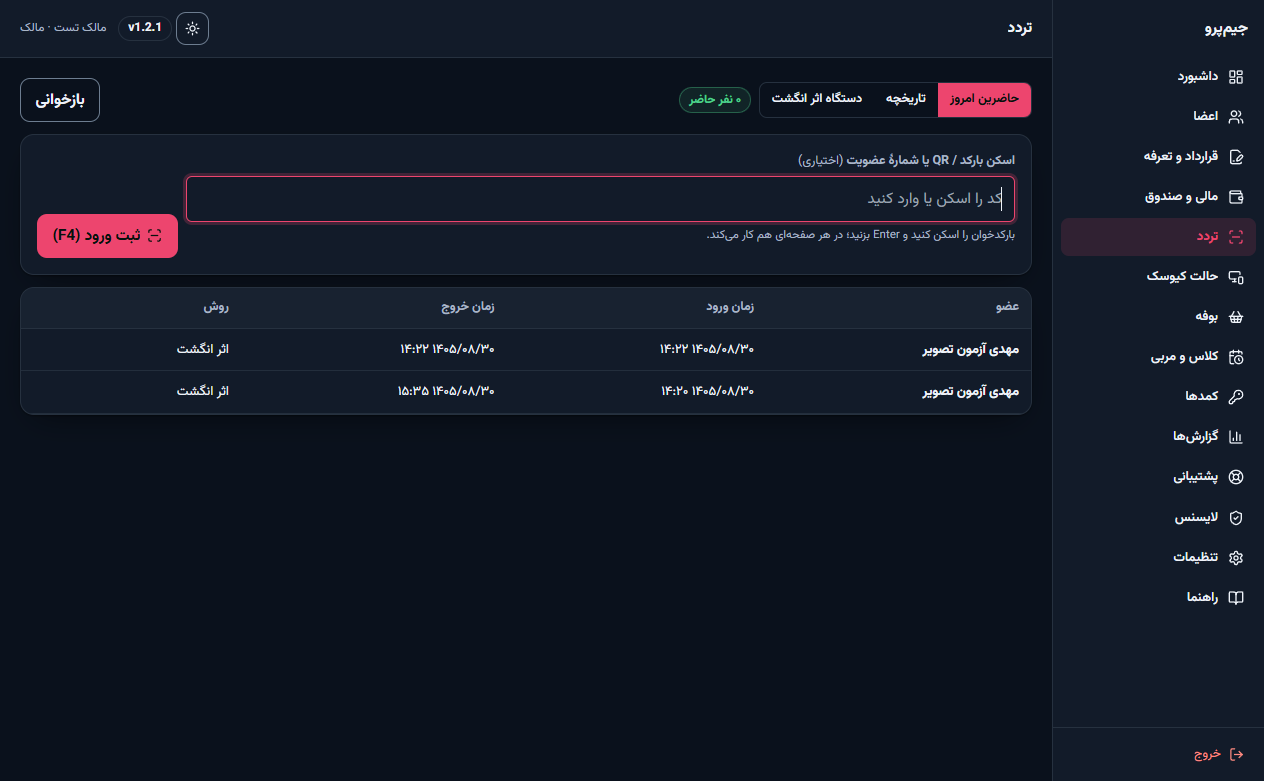 جیم‌پرو
داشبورد
اعضا
قرارداد و تعرفه
مالی و صندوق
تردد
حالت کیوسک
بوفه
کلاس و مربی
کمدها
گزارش‌ها
پشتیبانی
لایسنس
تنظیمات
راهنما
خروج
تردد
v1.2.1
مالک تست · مالک
حاضرین امروز
تاریخچه
دستگاه اثر انگشت
۰ نفر حاضر
بازخوانی
اسکن بارکد / QR یا شمارهٔ عضویت (اختیاری)
کد را اسکن یا وارد کنید
بارکدخوان را اسکن کنید و Enter بزنید؛ در هر صفحه‌ای هم کار می‌کند.
ثبت ورود (F4)
عضو زمان ورود زمان خروج روش
مهدی آزمون تصویر ۱۴۰۵/۰۸/۳۰ ۱۴:۲۲ ۱۴۰۵/۰۸/۳۰ ۱۴:۲۲ اثر انگشت
مهدی آزمون تصویر ۱۴۰۵/۰۸/۳۰ ۱۴:۲۰ ۱۴۰۵/۰۸/۳۰ ۱۵:۳۵ اثر انگشت